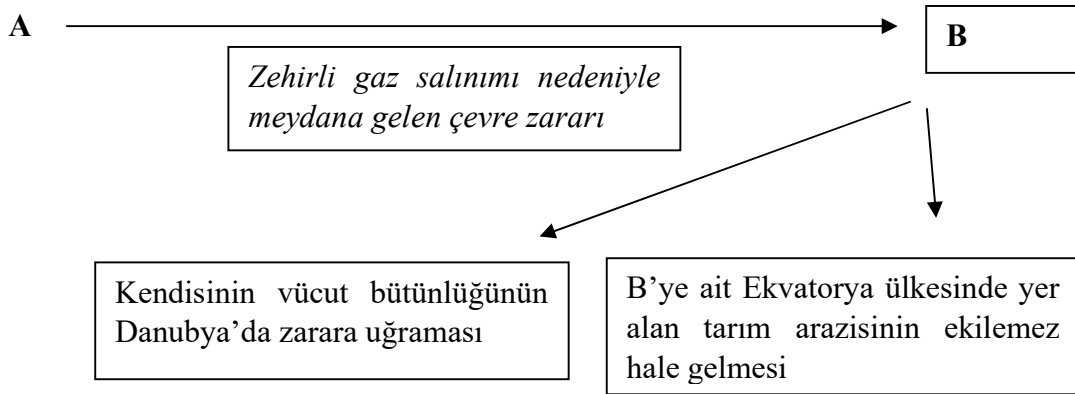 A
B
Zehirli gaz salınımı nedeniyle
meydana gelen çevre zararı
Kendisinin vücut bütünlüğünün
Danubya’da zarara uğraması
B’ye ait Ekvatorya ülkesinde yer
alan tarım arazisinin ekilemez
hale gelmesi